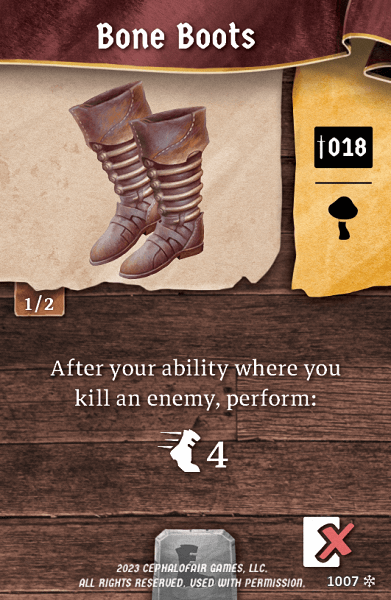 Bone Boots
†018
1/2
After your ability where you
kill an enemy, perform:
4
2023 CEPHALOFAIR GAMES, LLC.
ALL RIGHTS RESERVED. USED WITH PERMISSION.
1007